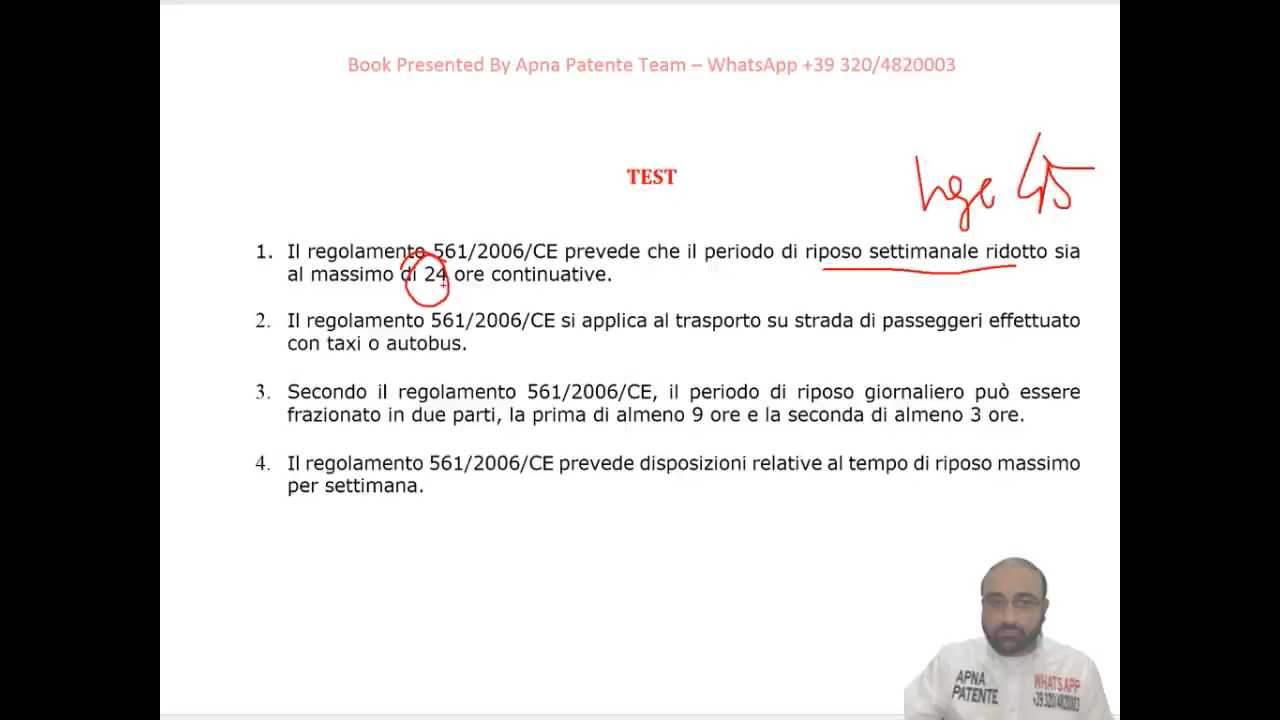 Book Presented By Apna Patente Team – WhatsApp +39 320/4820003
TEST
45
1. Il regolamento 561/2006/CE prevede che il periodo di riposo settimanale ridotto sia
al massimo di 24 ore continuative.
2. Il regolamento 561/2006/CE si applica al trasporto su strada di passeggeri effettuato
con taxi o autobus.
3. Secondo il regolamento 561/2006/CE, il periodo di riposo giornaliero può essere
frazionato in due parti, la prima di almeno 9 ore e la seconda di almeno 3 ore.
4. Il regolamento 561/2006/CE prevede disposizioni relative al tempo di riposo massimo
per settimana.
APNA
PATENTE
WHATSAPP
+39 320/4820003